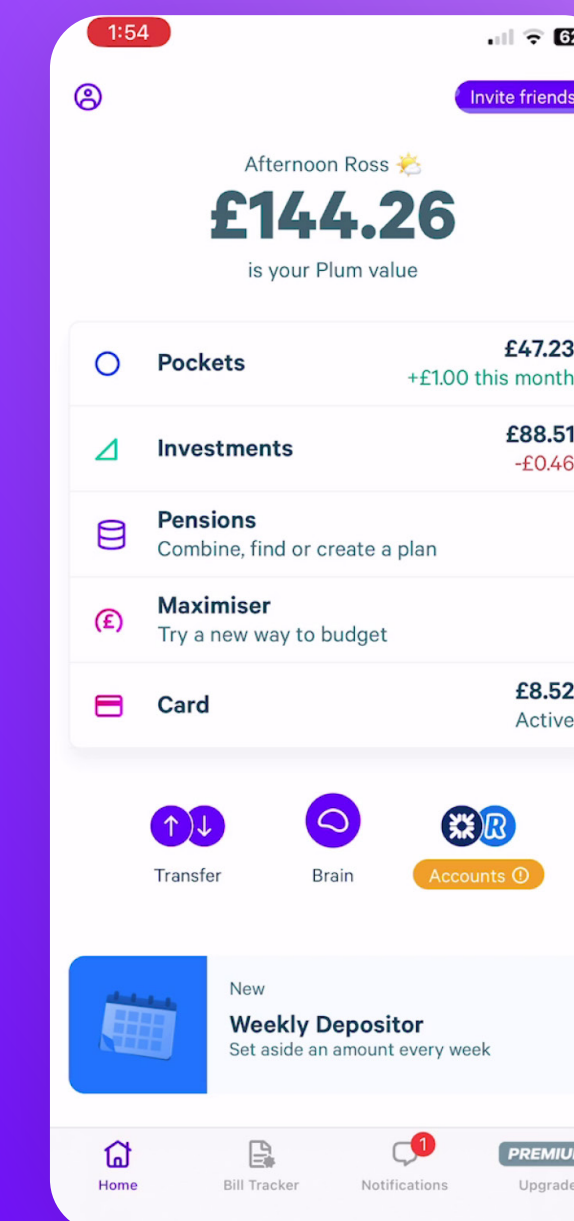 1:54
Invite friends
Afternoon Ross
£144.26
is your Plum value
Pockets
£47.23
+£1.00 this month
Investments
£88.51
-£0.46
Pensions
Combine, find or create a plan
Maximiser
Try a new way to budget
£
Card
£8.52
Active
R
Transfer
Brain
Accounts
New
Weekly Depositor
Set aside an amount every week
1
Home
Bill Tracker
Notifications
Upgrade